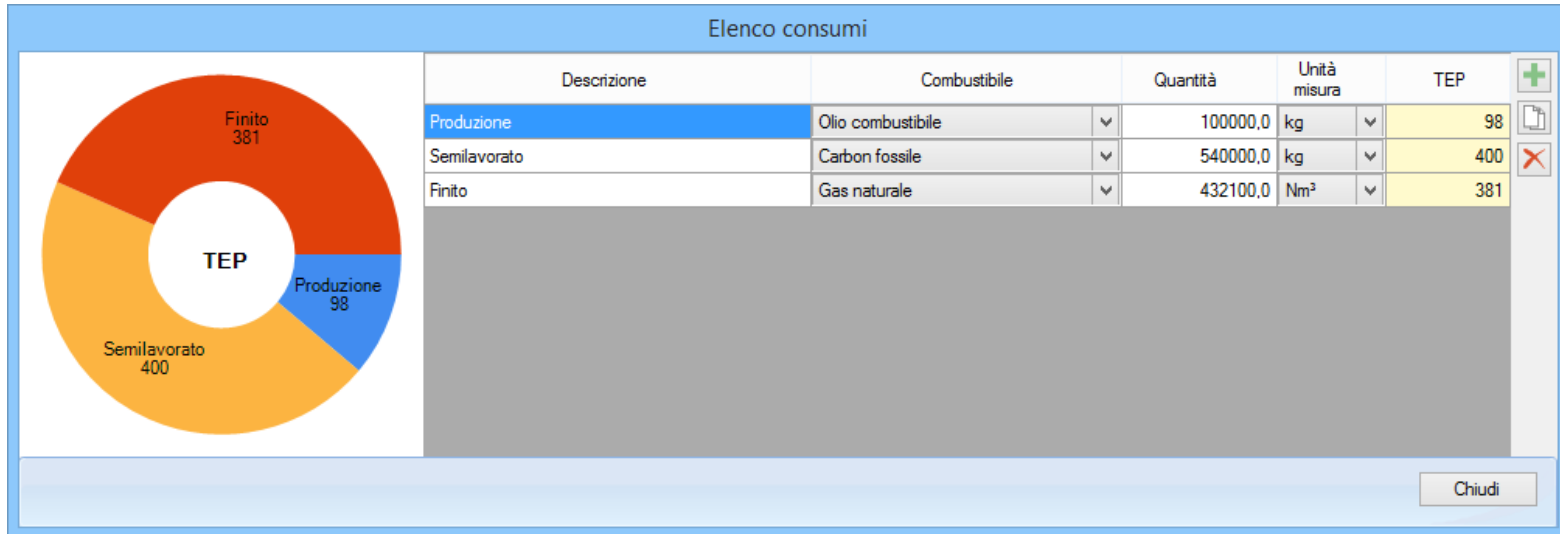 Elenco consumi
Finito
381
TEP
Produzione
98
Semilavorato
400
Descrizione Combustibile Quantità Unità misura TEP
Produzione Olio combustibile 100000,0 kg 98
Semilavorato Carbon fossile 540000,0 kg 400
Finito Gas naturale 432100,0 Nm³ 381
Chiudi